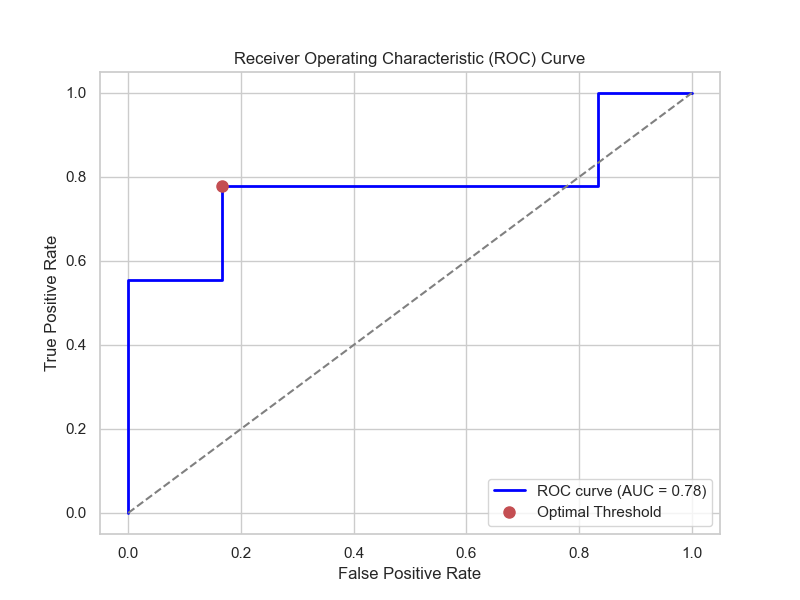 Receiver Operating Characteristic (ROC) Curve
True Positive Rate
1.0
0.8
0.6
0.4
0.2
0.0
0.0 0.2 0.4 0.6 0.8 1.0
False Positive Rate
ROC curve (AUC = 0.78)
Optimal Threshold